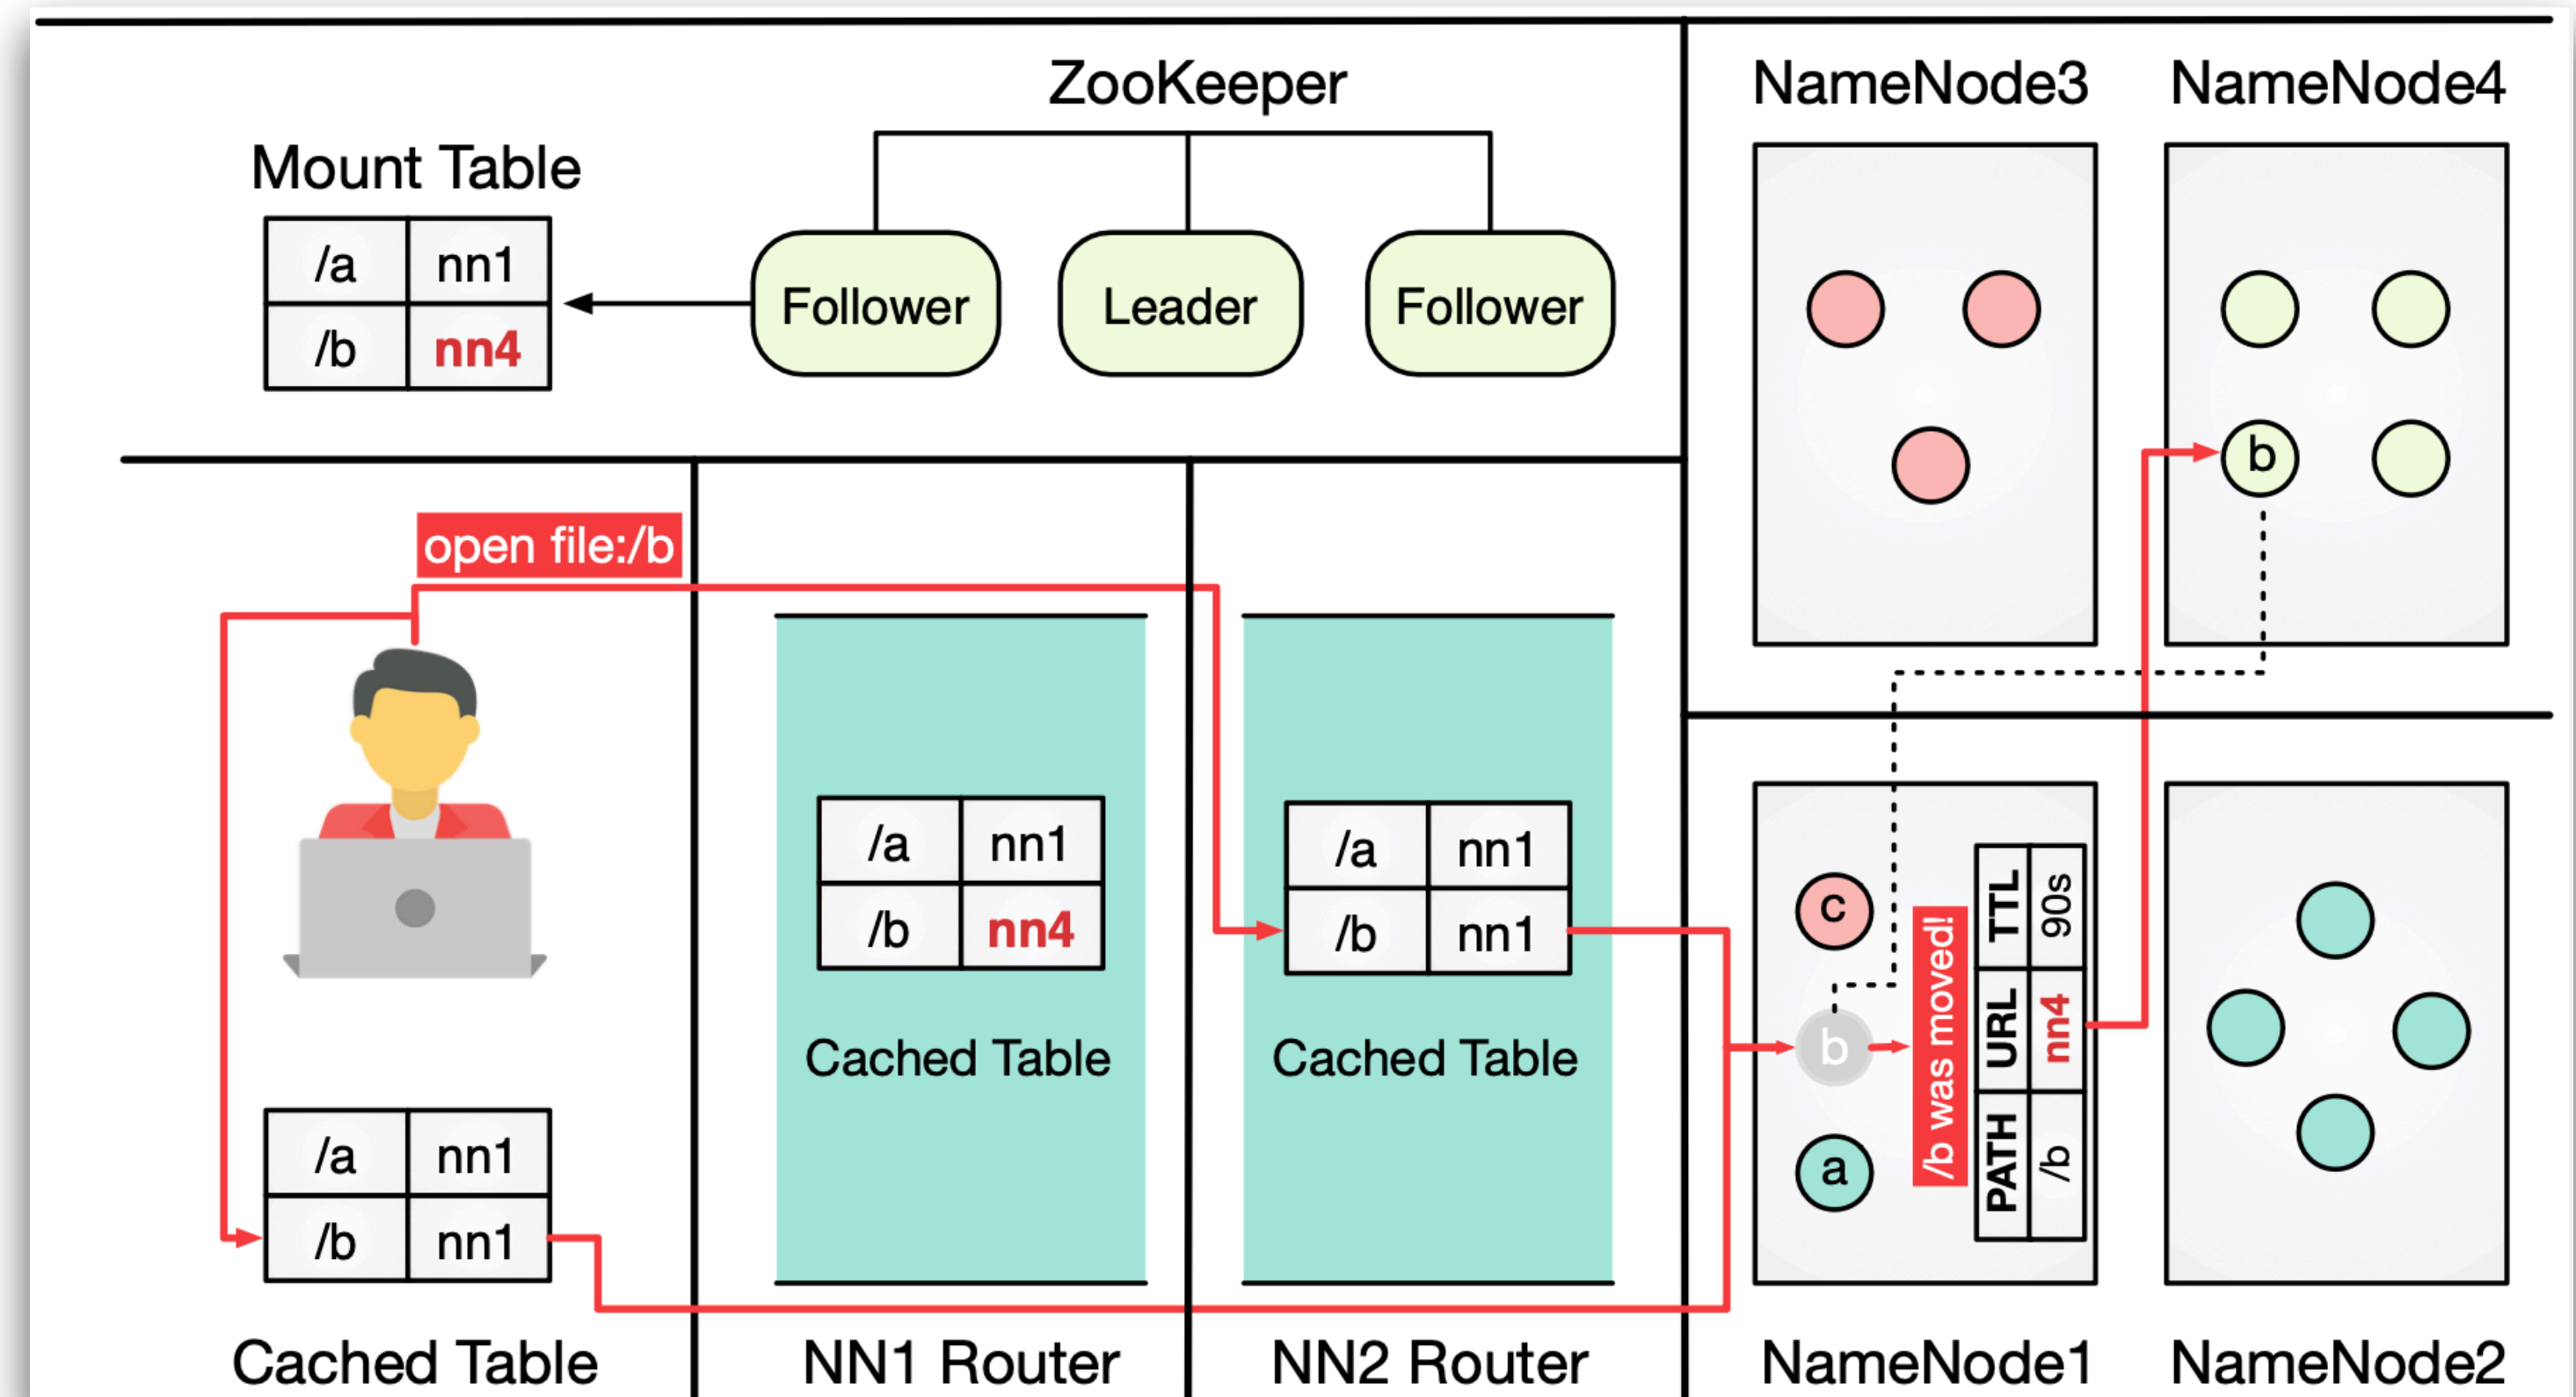 ZooKeeper
Mount Table
/a nn1
/b nn4
Follower
Leader
Follower
NameNode3
NameNode4
b
open file:/b
/a nn1
/b nn1
Cached Table
/a nn1
/b nn4
Cached Table
NN1 Router
/a nn1
/b nn1
Cached Table
NN2 Router
c
b
a
/b was moved!
PATH URL TTL
/b nn4 90s
NameNode1
NameNode2